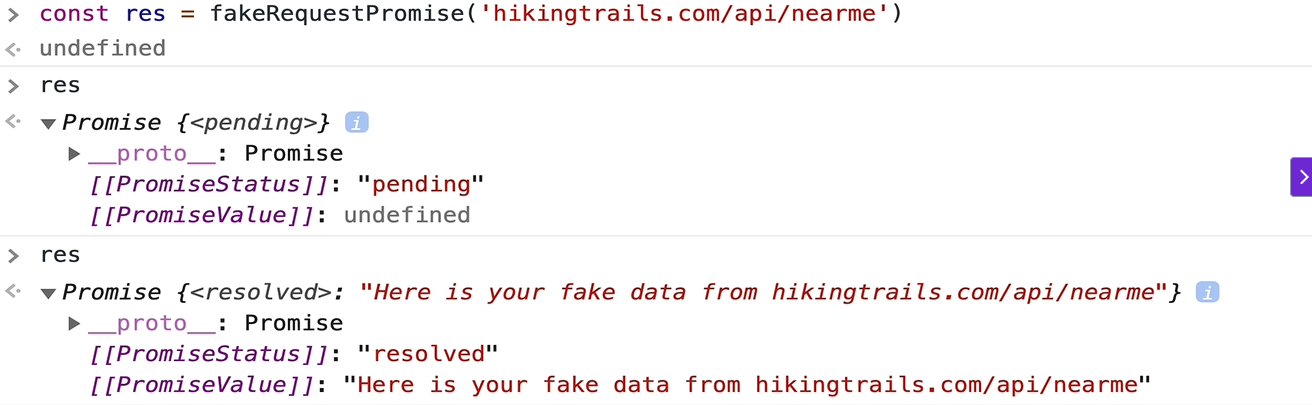 > const res = fakeRequestPromise('hikingtrails.com/api/nearme')
undefined
> res
Promise {<pending>} i
__proto__: Promise
[[PromiseStatus]]: "pending"
[[PromiseValue]]: undefined
> res
Promise {<resolved>: "Here is your fake data from hikingtrails.com/api/nearme"} i
__proto__: Promise
[[PromiseStatus]]: "resolved"
[[PromiseValue]]: "Here is your fake data from hikingtrails.com/api/nearme"